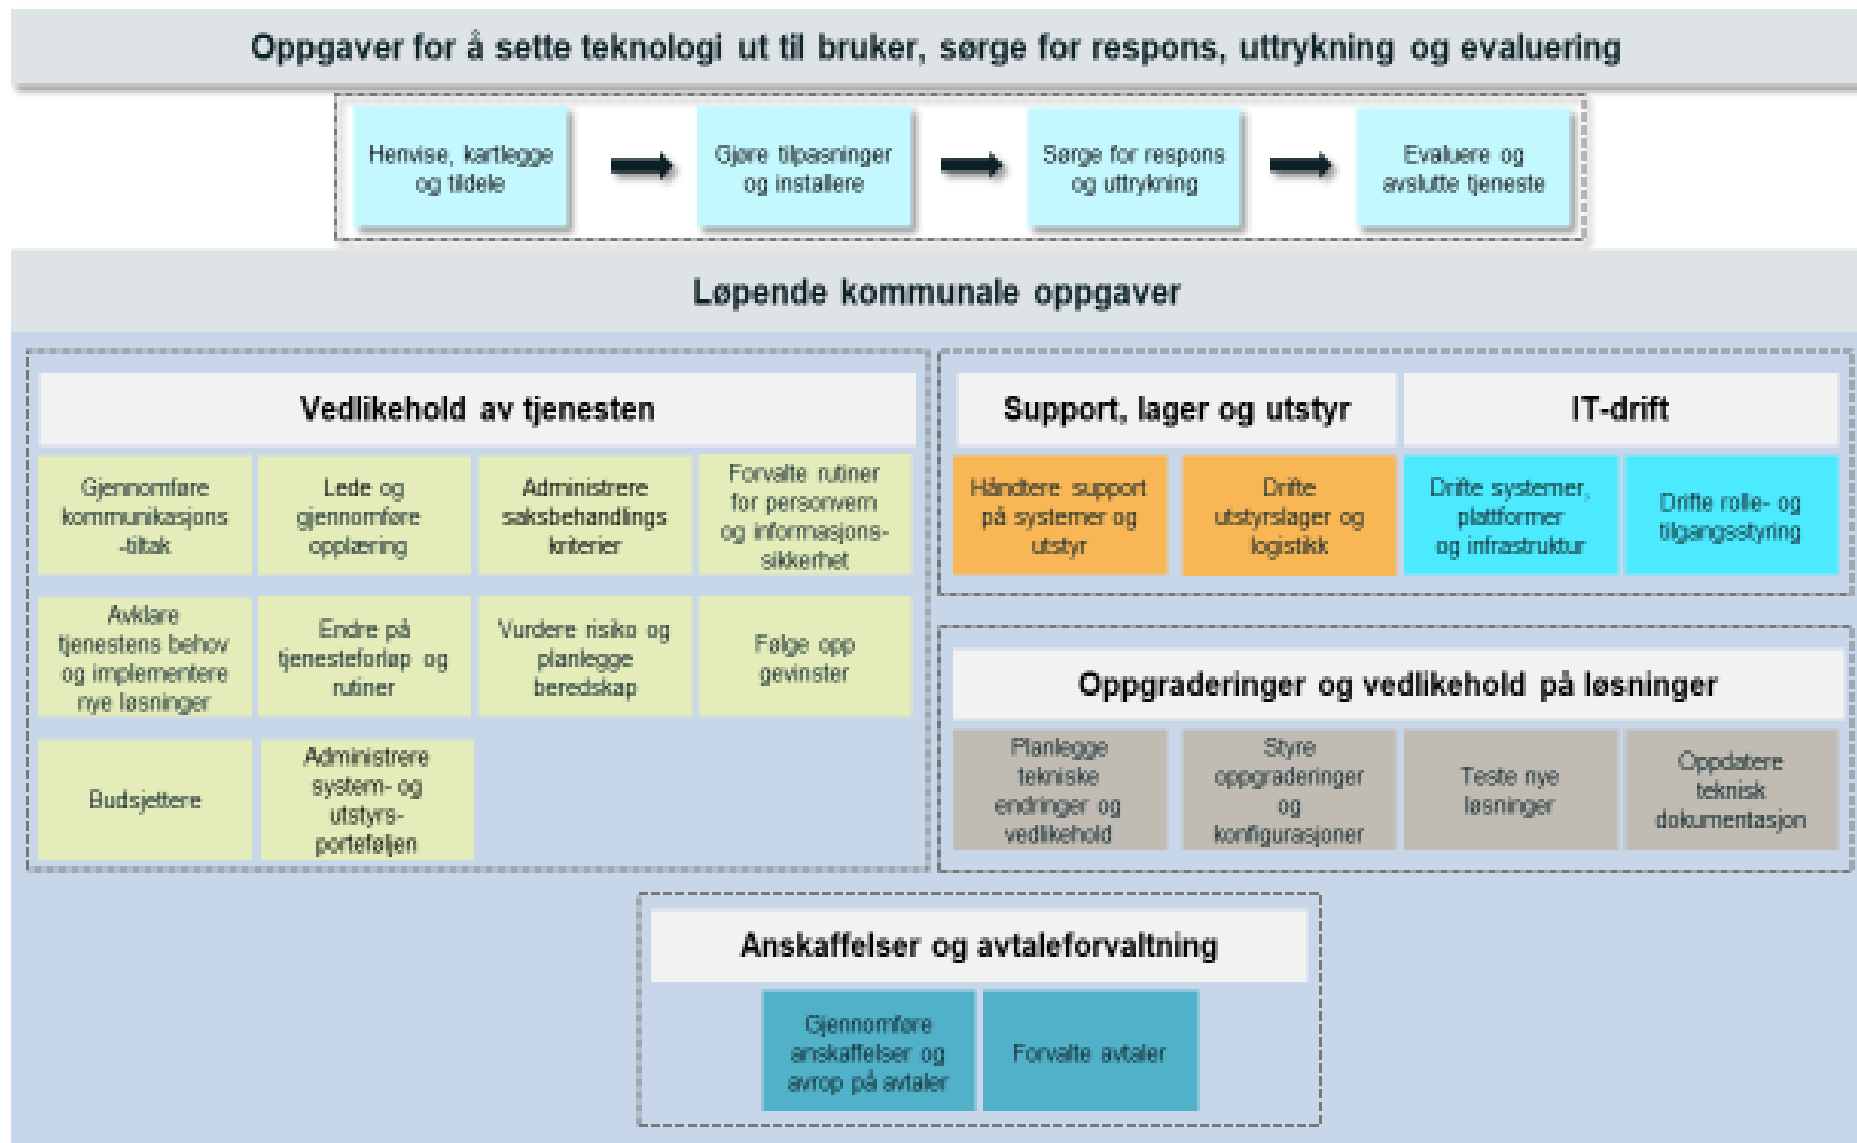 Oppgaver for å sette teknologi ut til bruker, sørge for respons, uttrykning og evaluering
Henvise, kartlegge
og tildele
Gjøre tilpasninger
og installere
Sørge for respons
og uttrykning
Evaluere og
avslutte tjeneste
Løpende kommunale oppgaver
Vedlikehold av tjenesten
Gjennomføre
kommunikasjons
-tiltak
Lede og
gjennomføre
opplæring
Administrere
saksbehandlings
kriterier
Forvalte rutiner
for personvern
og informasjons-
sikkerhet
Avklare
tjenestens behov
og implementere
nye løsninger
Endre på
tjenesteforløp og
rutiner
Vurdere risiko og
planlegge
beredskap
Følge opp
gevinster
Budsjettere
Administrere
system- og
utstyrs-
porteføljen
Support, lager og utstyr
IT-drift
Håndtere support
på systemer og
utstyr
Drifte
utstyrslager og
logistikk
Drifte systemer,
plattformer
og infrastruktur
Drifte rolle- og
tilgangsstyring
Oppgraderinger og vedlikehold på løsninger
Planlegge
tekniske
endringer og
vedlikehold
Styre
oppgraderinger
og
konfigurasjoner
Teste nye
løsninger
Oppdatere
teknisk
dokumentasjon
Anskaffelser og avtaleforvaltning
Gjennomføre
anskaffelser og
avrop på avtaler
Forvalte avtaler